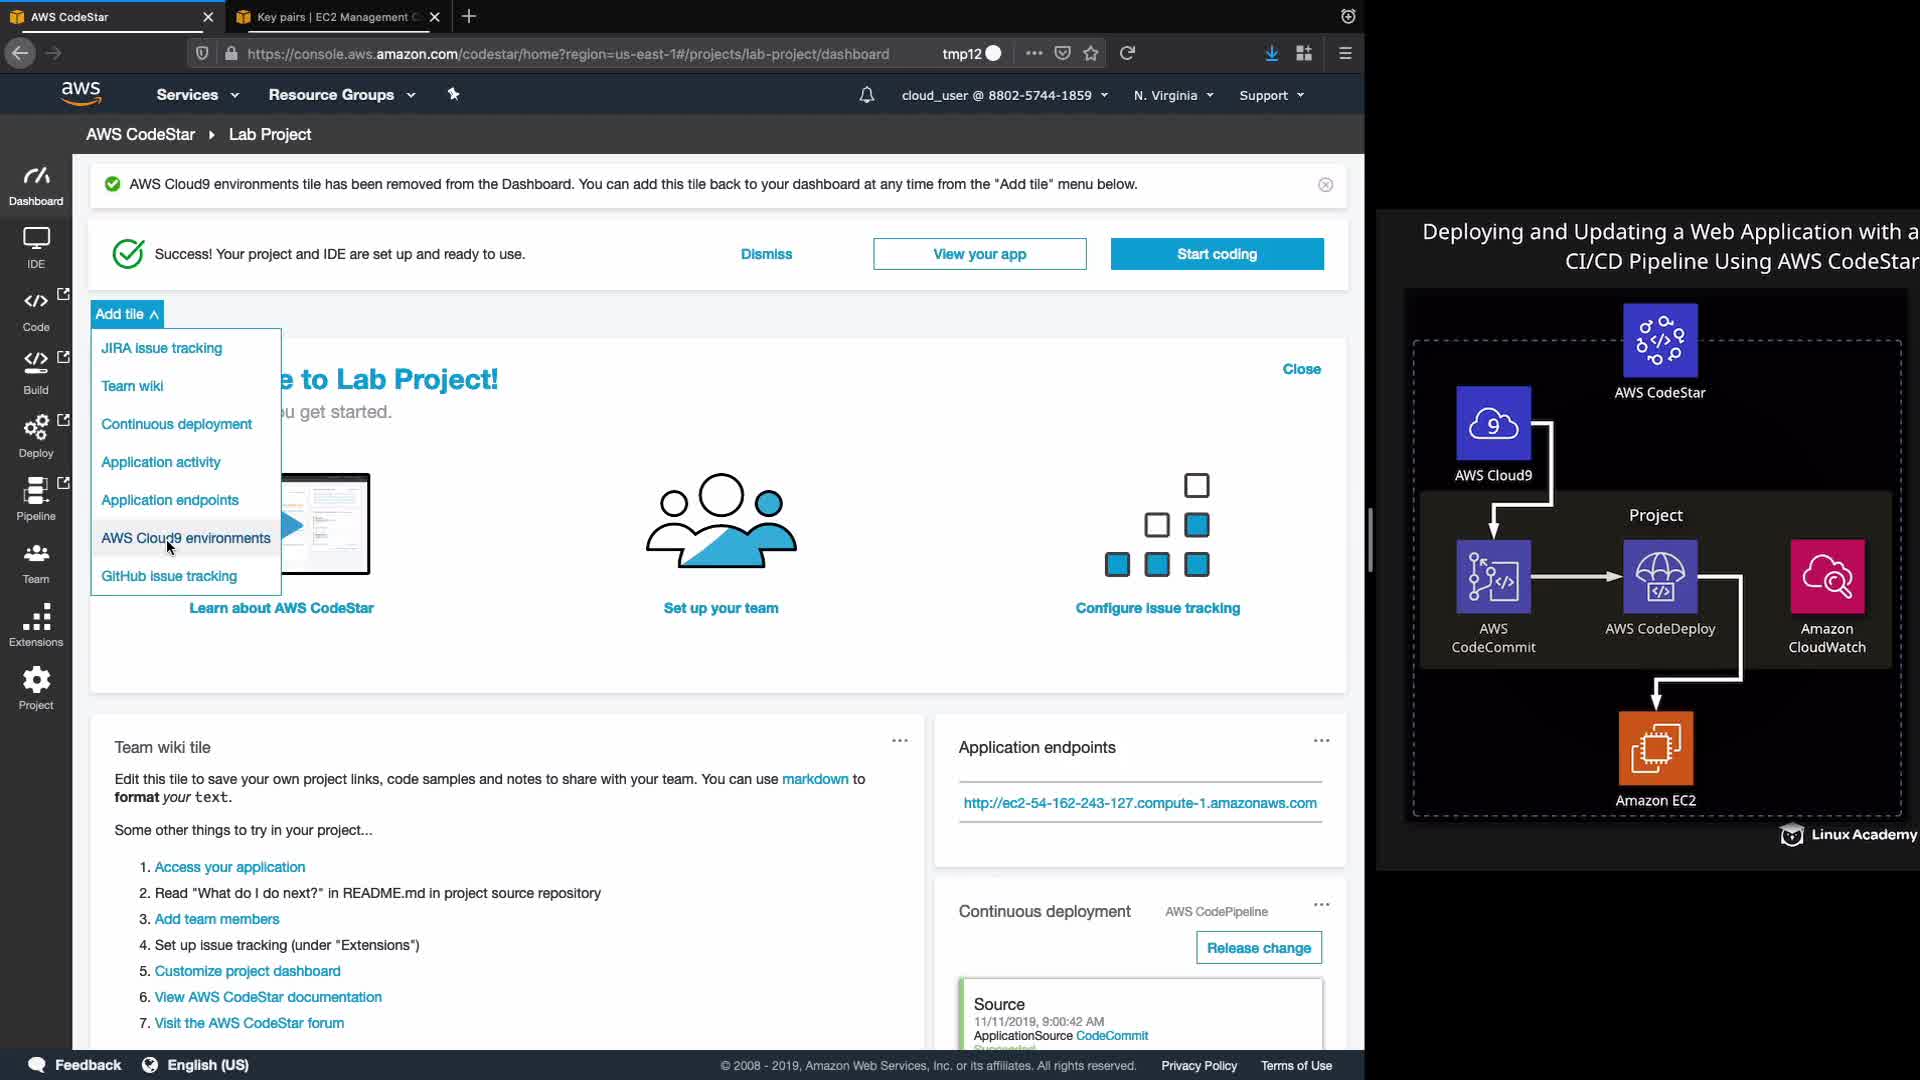 AWS CodeStar
Key pairs | EC2 Management C
https://console.aws.amazon.com/codestar/home?region=us-east-1#/projects/lab-project/dashboard
tmp12
aws
Services
Resource Groups
cloud_user @ 8802-5744-1859
N. Virginia
Support
AWS CodeStar
Lab Project
Dashboard
IDE
Code
Build
Deploy
Pipeline
Team
Extensions
Project
AWS Cloud9 environments tile has been removed from the Dashboard. You can add this tile back to your dashboard at any time from the "Add tile" menu below.
Success! Your project and IDE are set up and ready to use.
Dismiss
View your app
Start coding
Add tile
JIRA issue tracking
Team wiki
Continuous deployment
Application activity
Application endpoints
AWS Cloud9 environments
GitHub issue tracking
e to Lab Project!
u get started.
Close
Learn about AWS CodeStar
Set up your team
Configure issue tracking
Team wiki tile
Edit this tile to save your own project links, code samples and notes to share with your team. You can use markdown to
format your text.
Some other things to try in your project...
1. Access your application
2. Read "What do I do next?" in README.md in project source repository
3. Add team members
4. Set up issue tracking (under "Extensions")
5. Customize project dashboard
6. View AWS CodeStar documentation
7. Visit the AWS CodeStar forum
Application endpoints
http://ec2-54-162-243-127.compute-1.amazonaws.com
Continuous deployment
AWS CodePipeline
Release change
Source
11/11/2019, 9:00:42 AM
ApplicationSource CodeCommit
Succeeded
Feedback
English (US)
© 2008 - 2019, Amazon Web Services, Inc. or its affiliates. All rights reserved.
Privacy Policy
Terms of Use
Deploying and Updating a Web Application with a
CI/CD Pipeline Using AWS CodeStar
AWS CodeStar
9
AWS Cloud9
Project
AWS
CodeCommit
AWS CodeDeploy
Amazon
CloudWatch
Amazon EC2
Linux Academy